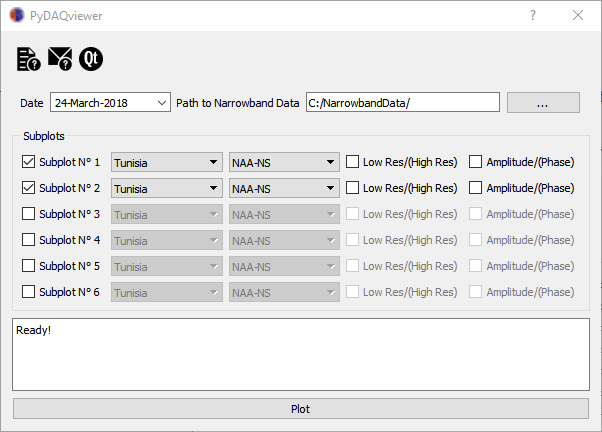 PyDAQviewer ?
Qt
Date 24-March-2018 Path to Narrowband Data C:/NarrowbandData/ ...
Subplots
Subplot N° 1 Tunisia NAA-NS Low Res/(High Res) Amplitude/(Phase)
Subplot N° 2 Tunisia NAA-NS Low Res/(High Res) Amplitude/(Phase)
Subplot N° 3 Tunisia NAA-NS Low Res/(High Res) Amplitude/(Phase)
Subplot N° 4 Tunisia NAA-NS Low Res/(High Res) Amplitude/(Phase)
Subplot N° 5 Tunisia NAA-NS Low Res/(High Res) Amplitude/(Phase)
Subplot N° 6 Tunisia NAA-NS Low Res/(High Res) Amplitude/(Phase)
Ready!
Plot